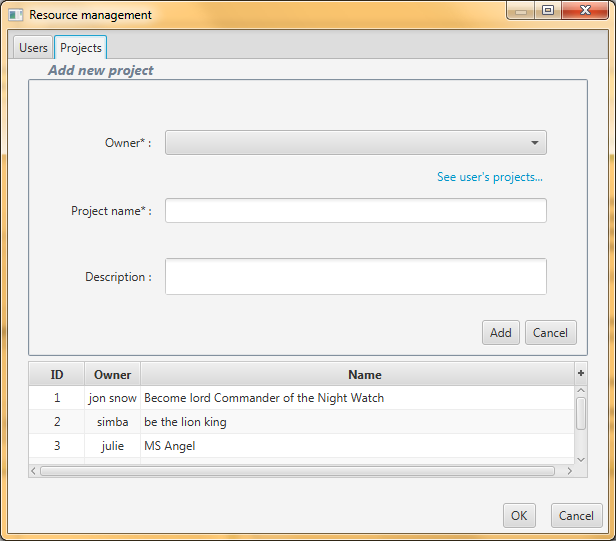 Resource management
Users Projects
Add new project
Owner* :
See user's projects...
Project name* :
Description :
Add Cancel
ID Owner Name +
1 jon snow Become lord Commander of the Night Watch
2 simba be the lion king
3 julie MS Angel
OK Cancel